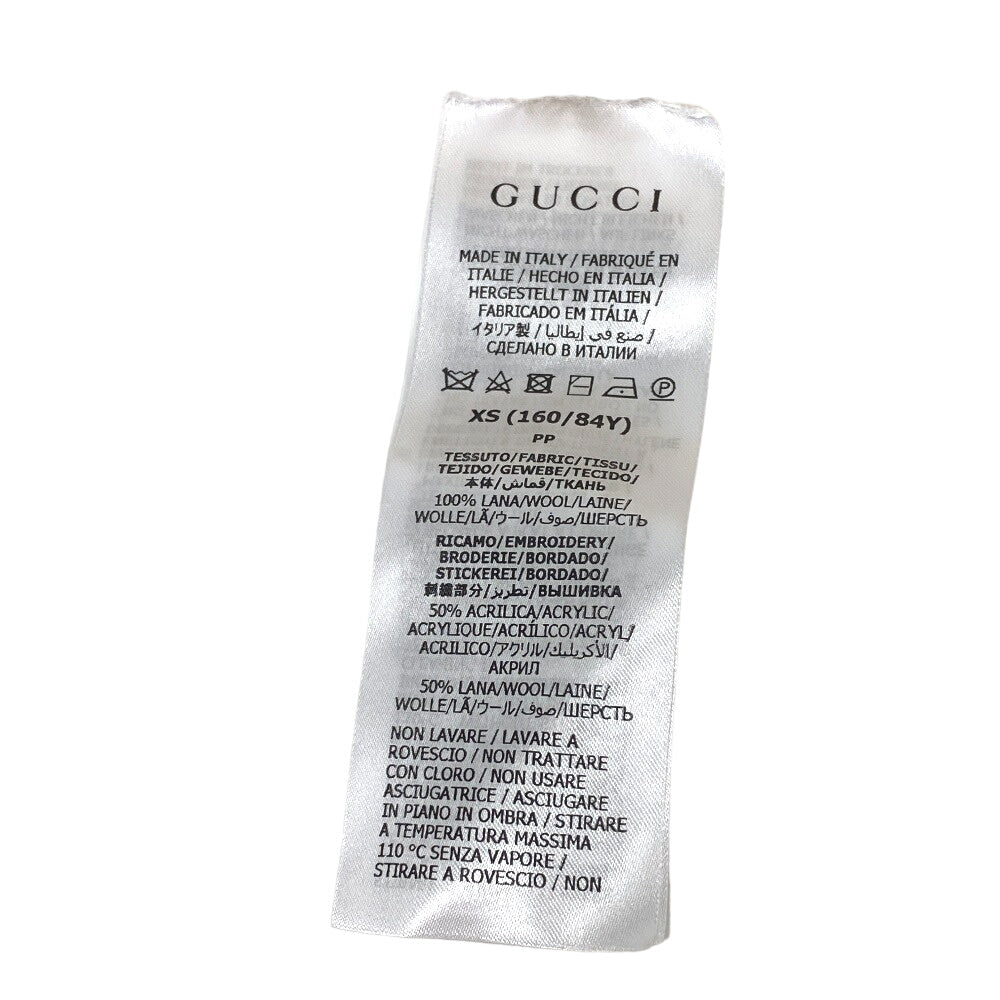 GUCCI
MADE IN ITALY / FABRIQUÉ EN
ITALIE / HECHO EN ITALIA /
HERGESTELLT IN ITALIEN /
FABRICADO EM ITÁLIA /
イタリア製 / صنع في إيطاليا /
СДЕЛАНО В ИТАЛИИ
P
XS (160/84Y)
PP
TESSUTO/FABRIC/TISSU/
TEJIDO/GEWEBE/TECIDO/
本体/قماش/ТКАНЬ
100% LANA/WOOL/LAINE/
WOLLE/LÃ/ウール/صوف/ШЕРСТЬ
RICAMO/EMBROIDERY/
BRODERIE/BORDADO/
STICKEREI/BORDADO/
刺繍部分/تطريز/ВЫШИВКА
50% ACRILICA/ACRYLIC/
ACRYLIQUE/ACRÍLICO/ACRYL/
ACRILICO/アクリル/الأكريليك/
АКРИЛ
50% LANA/WOOL/LAINE/
WOLLE/LÃ/ウール/صوف/ШЕРСТЬ
NON LAVARE / LAVARE A
ROVESCIO / NON TRATTARE
CON CLORO / NON USARE
ASCIUGATRICE / ASCIUGARE
IN PIANO IN OMBRA / STIRARE
A TEMPERATURA MASSIMA
110 °C SENZA VAPORE /
STIRARE A ROVESCIO / NON